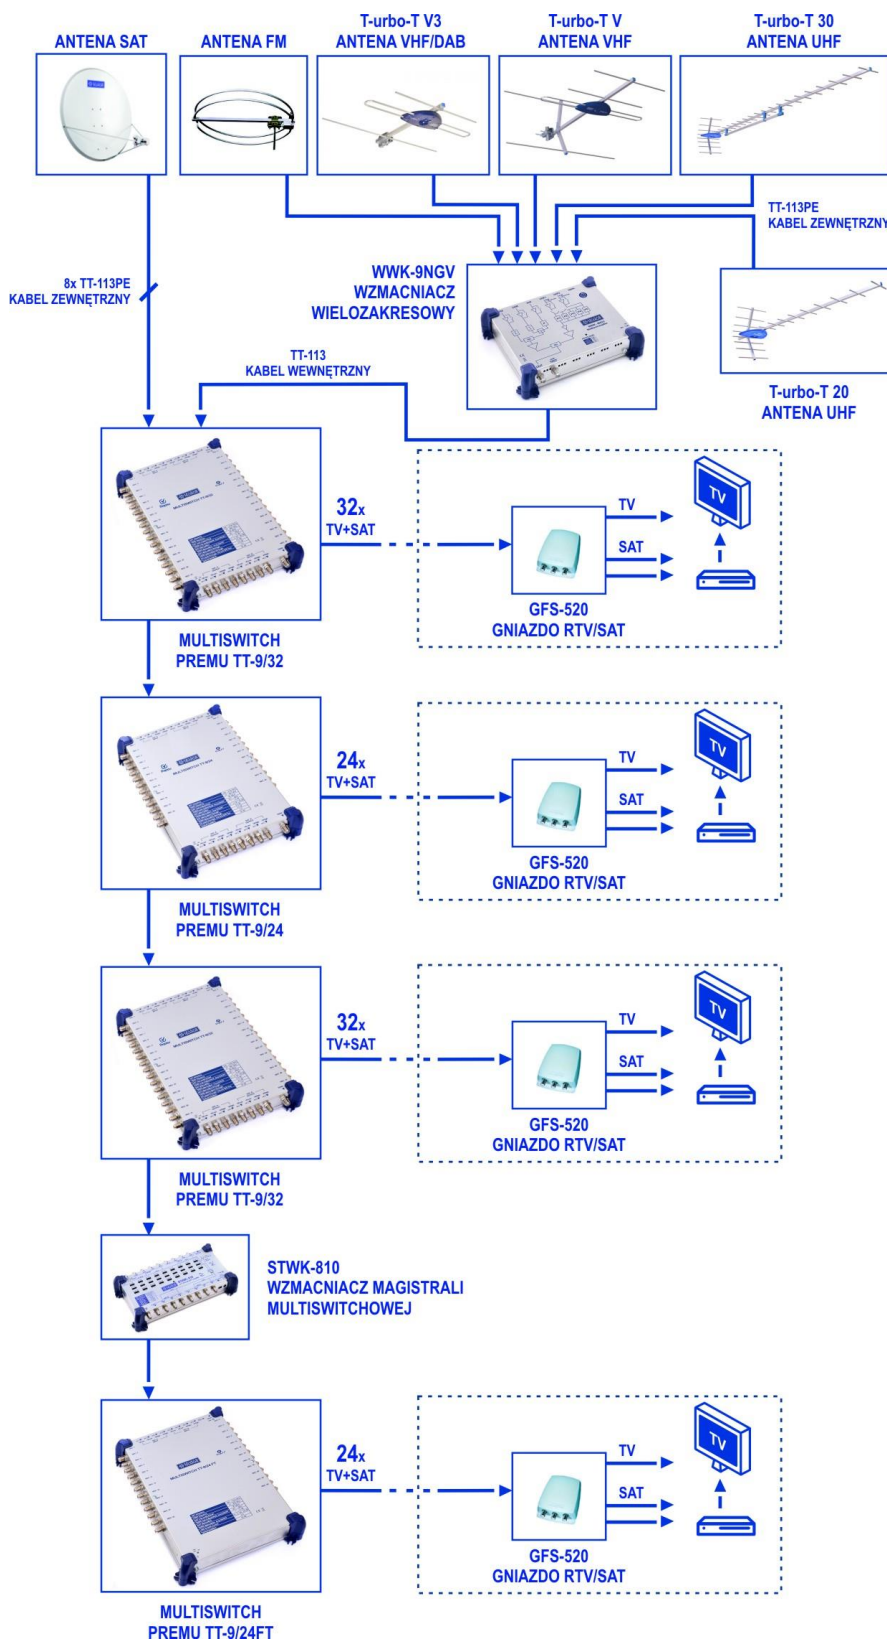 ANTENA SAT
ANTENA FM
T-urbo-T V3
ANTENA VHF/DAB
T-urbo-T V
ANTENA VHF
T-urbo-T 30
ANTENA UHF
TT-113PE
KABEL ZEWNĘTRZNY
8x TT-113PE
KABEL ZEWNĘTRZNY
WWK-9NGV
WZMACNIACZ
WIELOZAKRESOWY
TT-113
KABEL WEWNĘTRZNY
T-urbo-T 20
ANTENA UHF
32x
TV+SAT
TV
SAT
TV
GFS-520
GNIAZDO RTV/SAT
MULTISWITCH
PREMU TT-9/32
24x
TV+SAT
TV
SAT
TV
GFS-520
GNIAZDO RTV/SAT
MULTISWITCH
PREMU TT-9/24
32x
TV+SAT
TV
SAT
TV
GFS-520
GNIAZDO RTV/SAT
MULTISWITCH
PREMU TT-9/32
STWK-810
WZMACNIACZ MAGISTRALI
MULTISWITCHOWEJ
24x
TV+SAT
TV
SAT
TV
GFS-520
GNIAZDO RTV/SAT
MULTISWITCH
PREMU TT-9/24FT